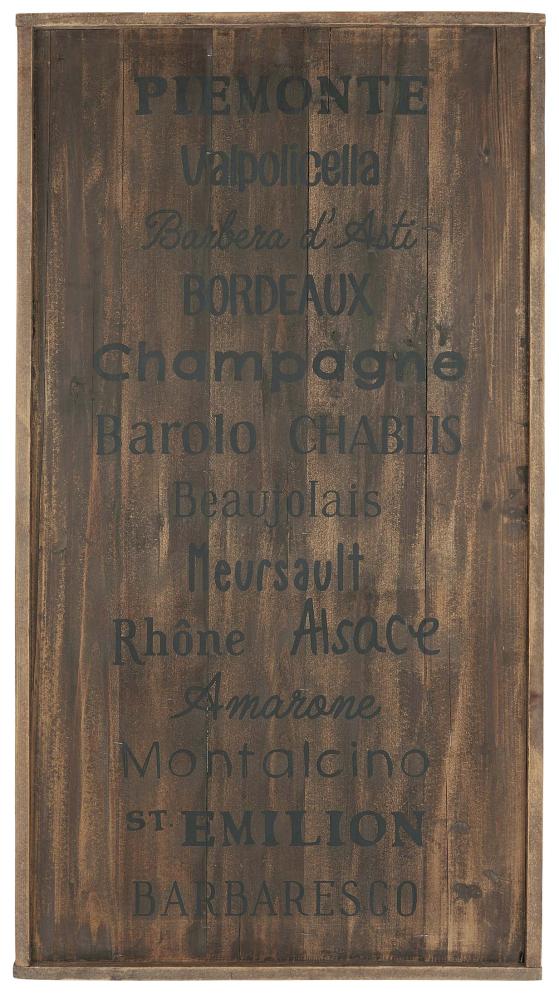 PIEMONTE
Valpolicella
Barbera d'Asti
BORDEAUX
Champagne
Barolo CHABLIS
Beaujolais
Meursault
Rhône Alsace
Amarone
Montalcino
ST. EMILION
BARBARESCO